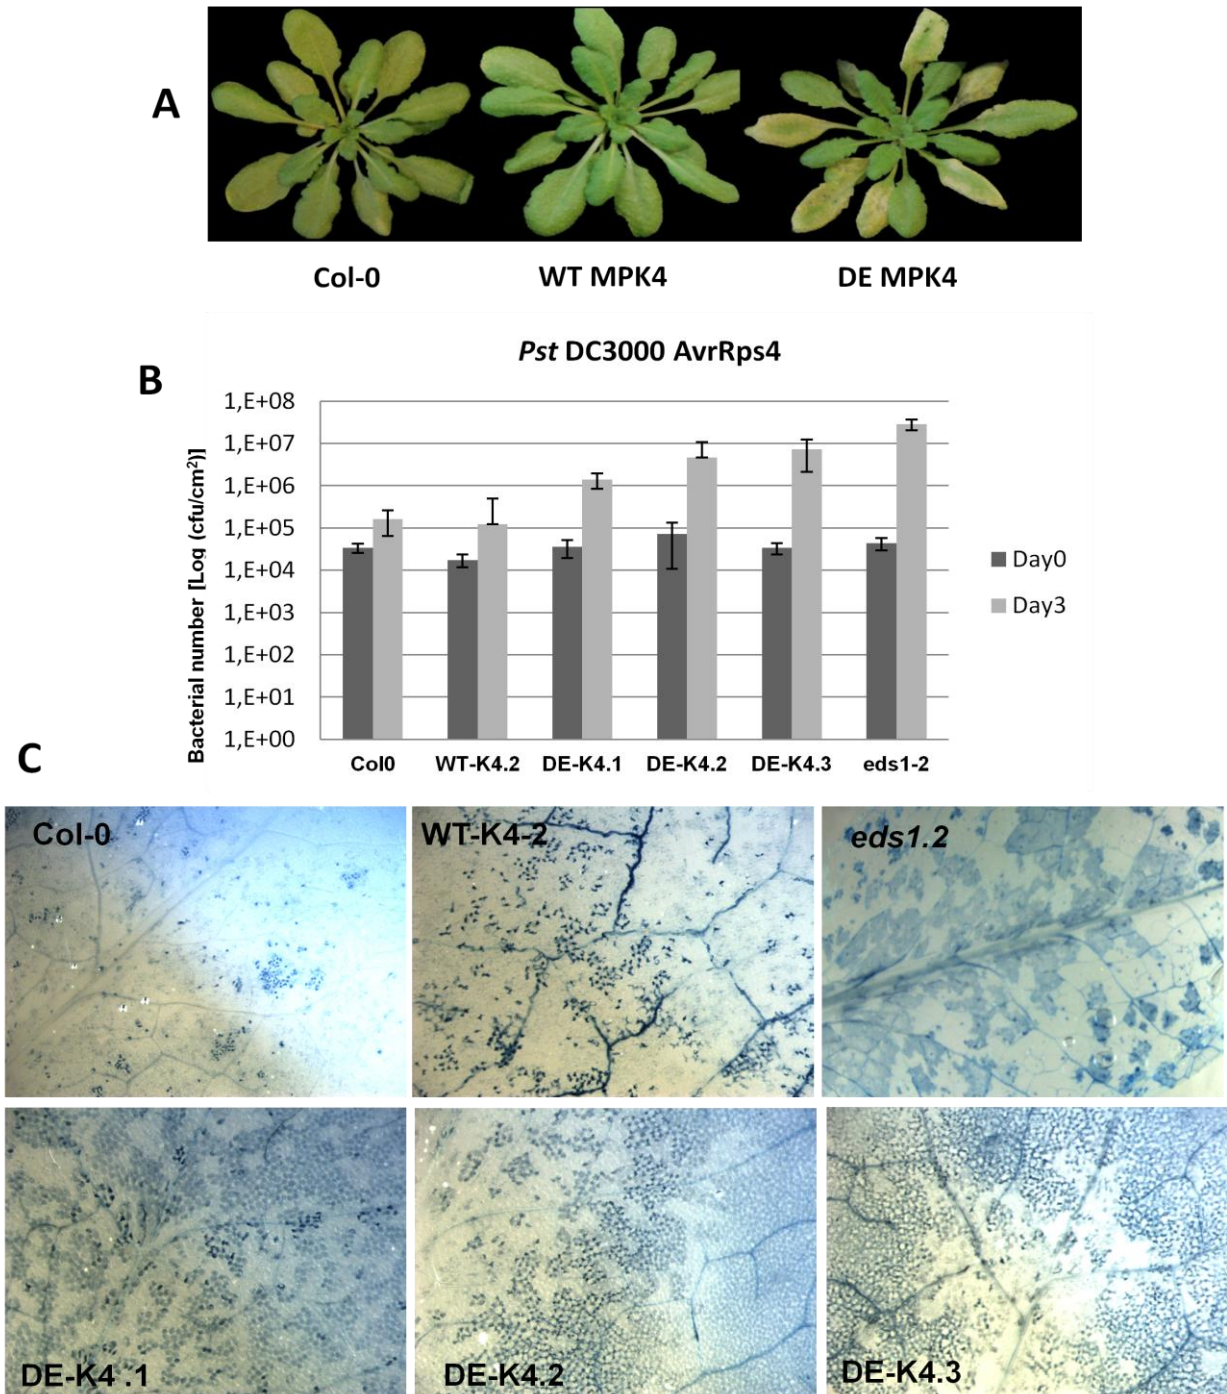 A
Col-0 WT MPK4 DE MPK4
Pst DC3000 AvrRps4
B
Bacterial number [Log (cfu/cm²)]
1,E+08
1,E+07
1,E+06
1,E+05
1,E+04
1,E+03
1,E+02
1,E+01
1,E+00
Day0
Day3
Col0 WT-K4.2 DE-K4.1 DE-K4.2 DE-K4.3 eds1-2
C
Col-0 WT-K4-2 eds1.2
DE-K4 .1 DE-K4.2 DE-K4.3